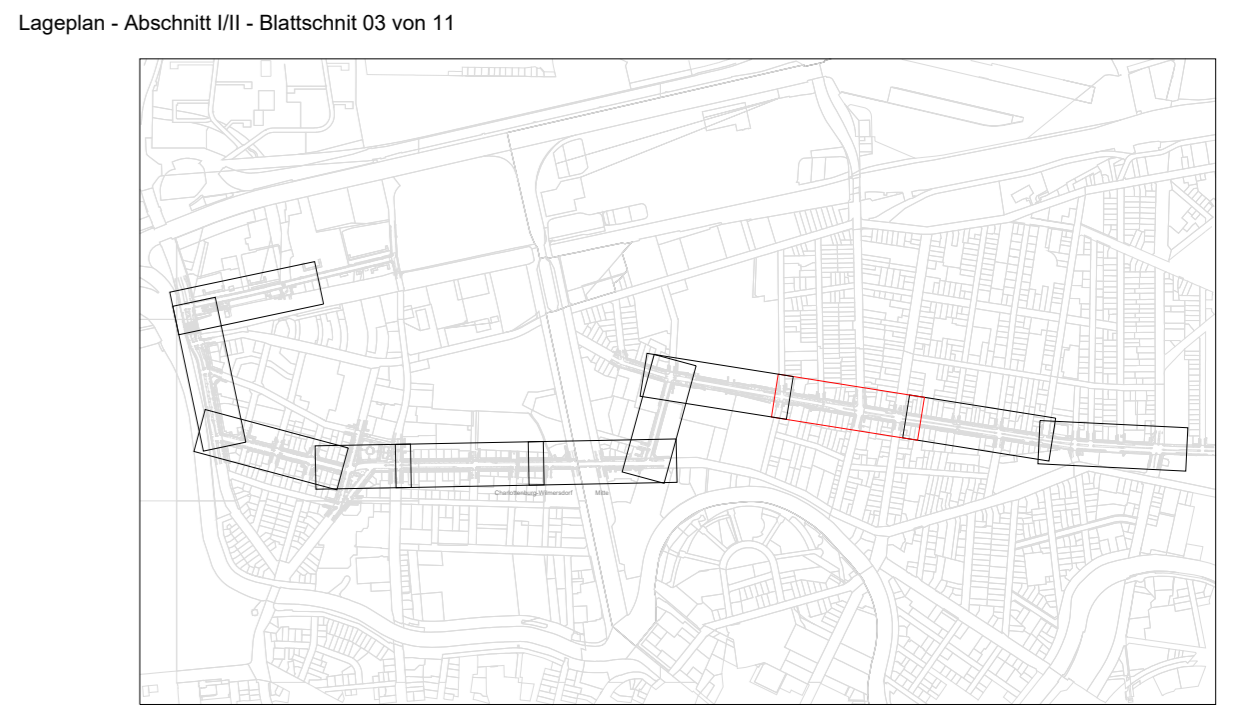 Lageplan - Abschnitt I/II - Blattschnit 03 von 11
Charlottenburg-Wilmersdorf Mitte